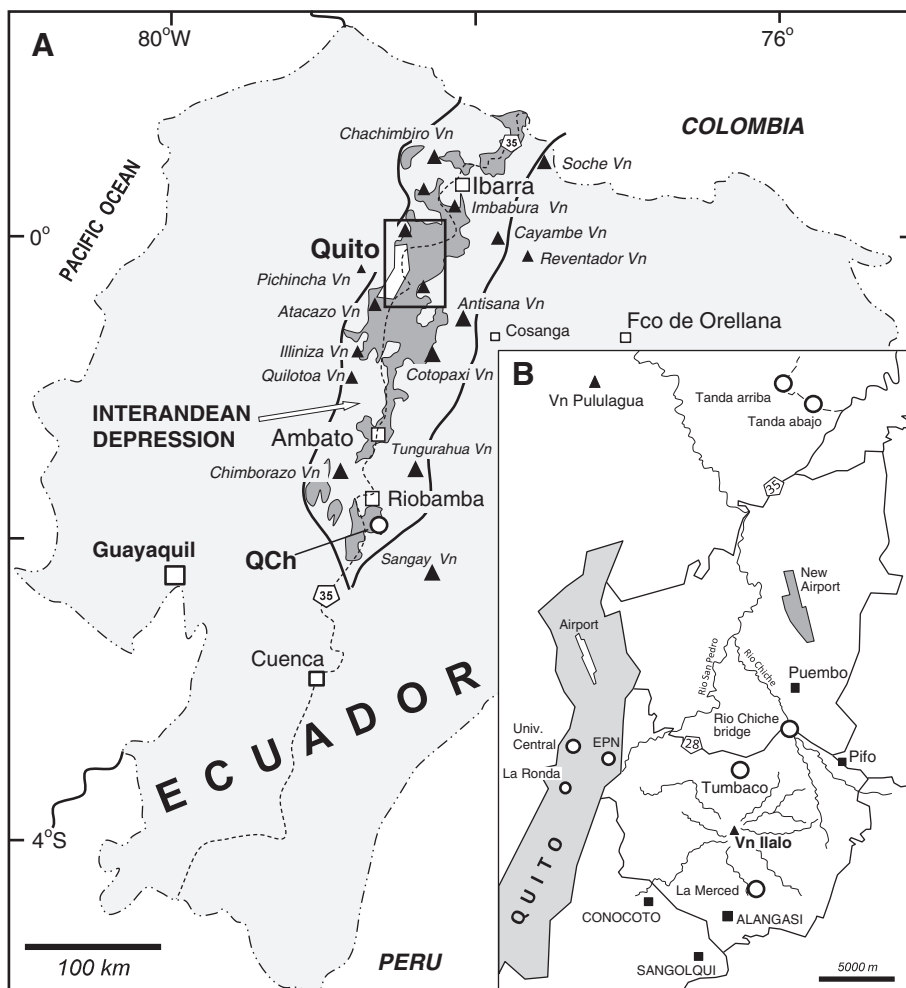 A
80°W
76°
COLOMBIA
Chachimbiro Vn
35
Soche Vn
PACIFIC OCEAN
Ibarra
Imbabura Vn
0°
Quito
Cayambe Vn
Reventador Vn
Pichincha Vn
Atacazo Vn
Antisana Vn
Cosanga
Fco de Orellana
Illiniza Vn
Quilotoa Vn
Cotopaxi Vn
INTERANDEAN
DEPRESSION
Ambato
Tungurahua Vn
Chimborazo Vn
Riobamba
QCh
Guayaquil
Sangay Vn
35
Cuenca
ECUADOR
4°S
100 km
PERU
B
Vn Pululagua
Tanda arriba
Tanda abajo
35
New
Airport
Airport
Rio San Pedro
Rio Chiche
Puembo
Univ.
Central
EPN
28
Rio Chiche
bridge
La Ronda
Pifo
Tumbaco
QUITO
Vn Ilalo
La Merced
CONOCOTO
ALANGASI
SANGOLQUI
5000 m